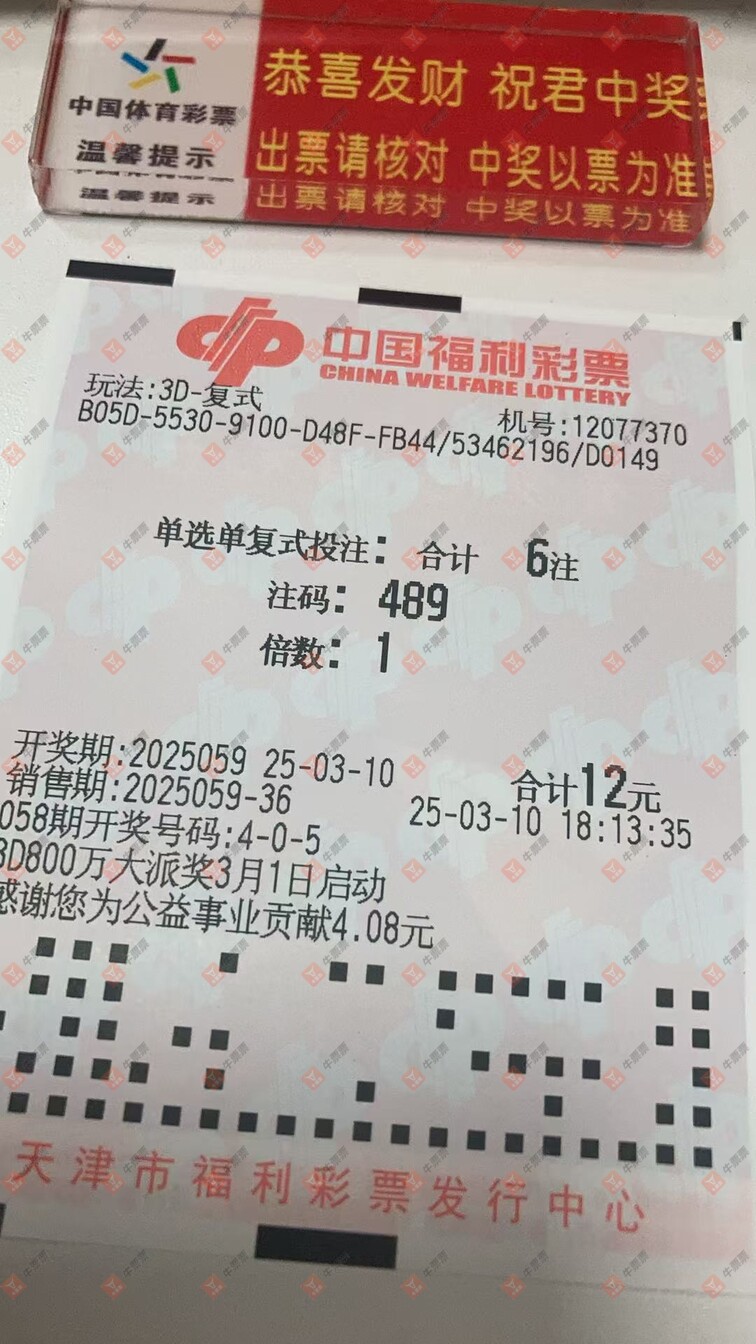 中国体育彩票
温馨提示
恭喜发财 祝君中奖
出票请核对 中奖以票为准
温馨提示
出票请核对 中奖以票为准
中国福利彩票
CHINA WELFARE LOTTERY
玩法:3D-复式
机号:12077370
B05D-5530-9100-D48F-FB44/53462196/D0149
单选单复式投注: 合计 6注
注码: 489
倍数: 1
开奖期:2025059 25-03-10
合计12元
销售期:2025059-36
25-03-10 18:13:35
058期开奖号码:4-0-5
3D800万大派奖3月1日启动
感谢您为公益事业贡献4.08元
天津市福利彩票发行中心
牛票票